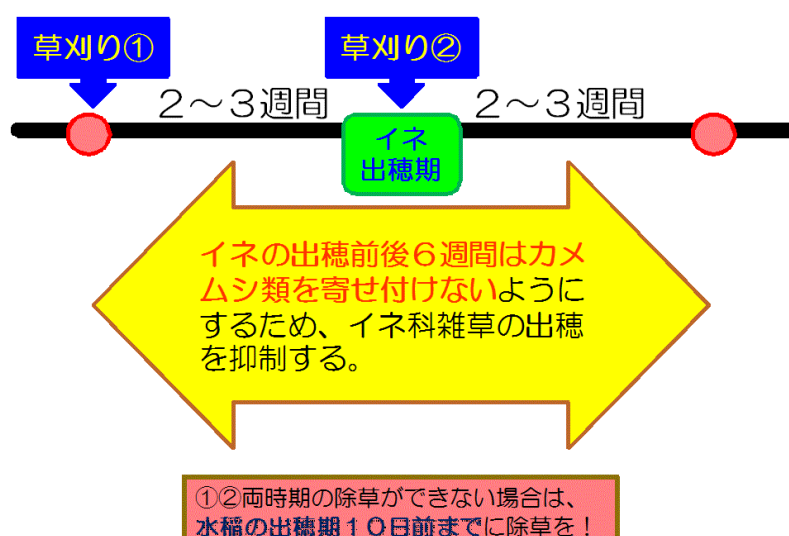 草刈り①
草刈り②
２～３週間
２～３週間
イネ
出穂期
イネの出穂前後６週間はカメ
ムシ類を寄せ付けないように
するため、イネ科雑草の出穂
を抑制する。
①②両時期の除草ができない場合は、
水稲の出穂期１０日前までに除草を！